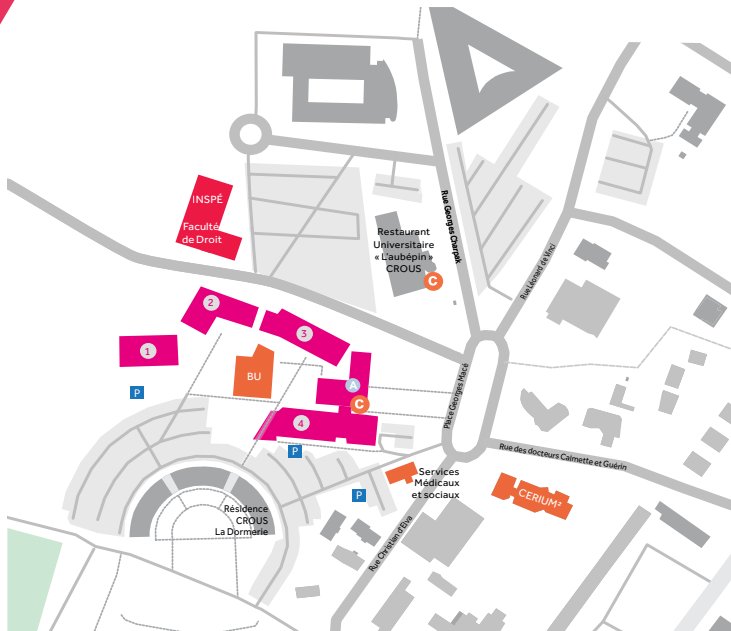 INSPÉ
Faculté
de Droit
Restaurant
Universitaire
« L'aubépin »
CROUS
C
Rue Georges Charpak
Rue Léonard de Vinci
2
3
1
BU
A
C
P
4
P
P
Place Georges Macé
Rue des docteurs Calmette et Guérin
Services
Médicaux
et sociaux
CERIUM²
Résidence
CROUS
La Dormerie
Rue Christian d'Elva